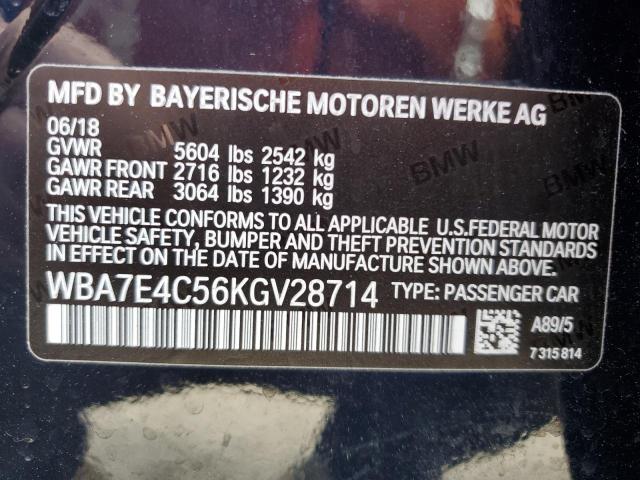 MFD BY BAYERISCHE MOTOREN WERKE AG
06/18
GVWR 5604 lbs 2542 kg
GAWR FRONT 2716 lbs 1232 kg
GAWR REAR 3064 lbs 1390 kg
THIS VEHICLE CONFORMS TO ALL APPLICABLE U.S.FEDERAL MOTOR
VEHICLE SAFETY, BUMPER AND THEFT PREVENTION STANDARDS
IN EFFECT ON THE DATE OF MANUFACTURE SHOWN ABOVE.
WBA7E4C56KGV28714 TYPE: PASSENGER CAR
A89/5
7 315 814
BMW